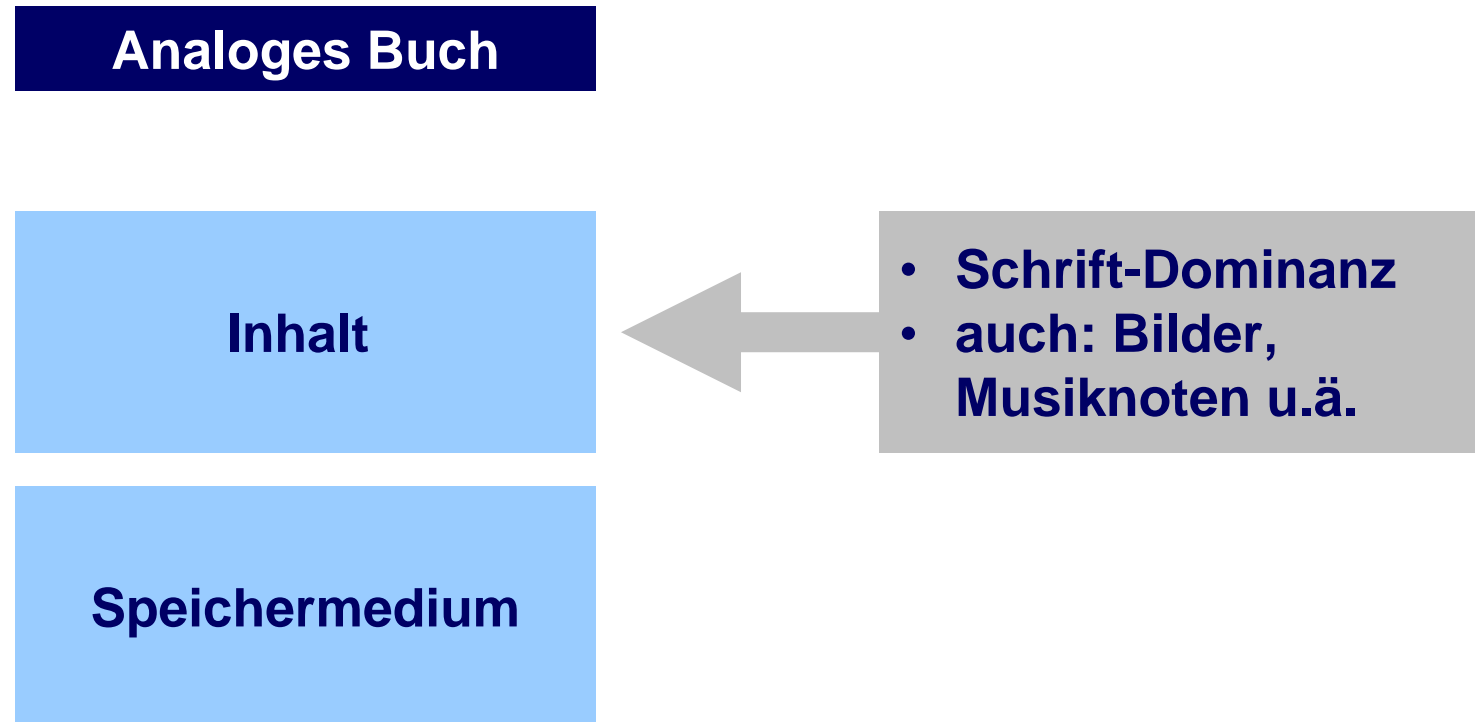 Analoges Buch
Inhalt
• Schrift-Dominanz
• auch: Bilder,
Musiknoten u.ä.
Speichermedium